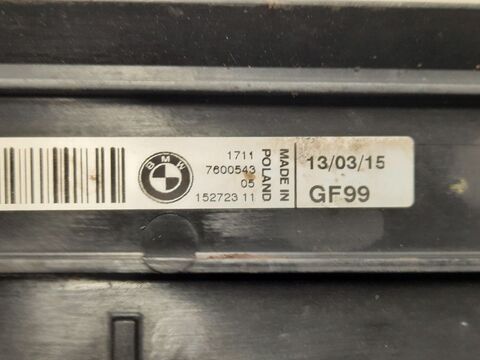 BMW
1711
7600543
05
152723 11
MADE IN
POLAND
13/03/15
GF99